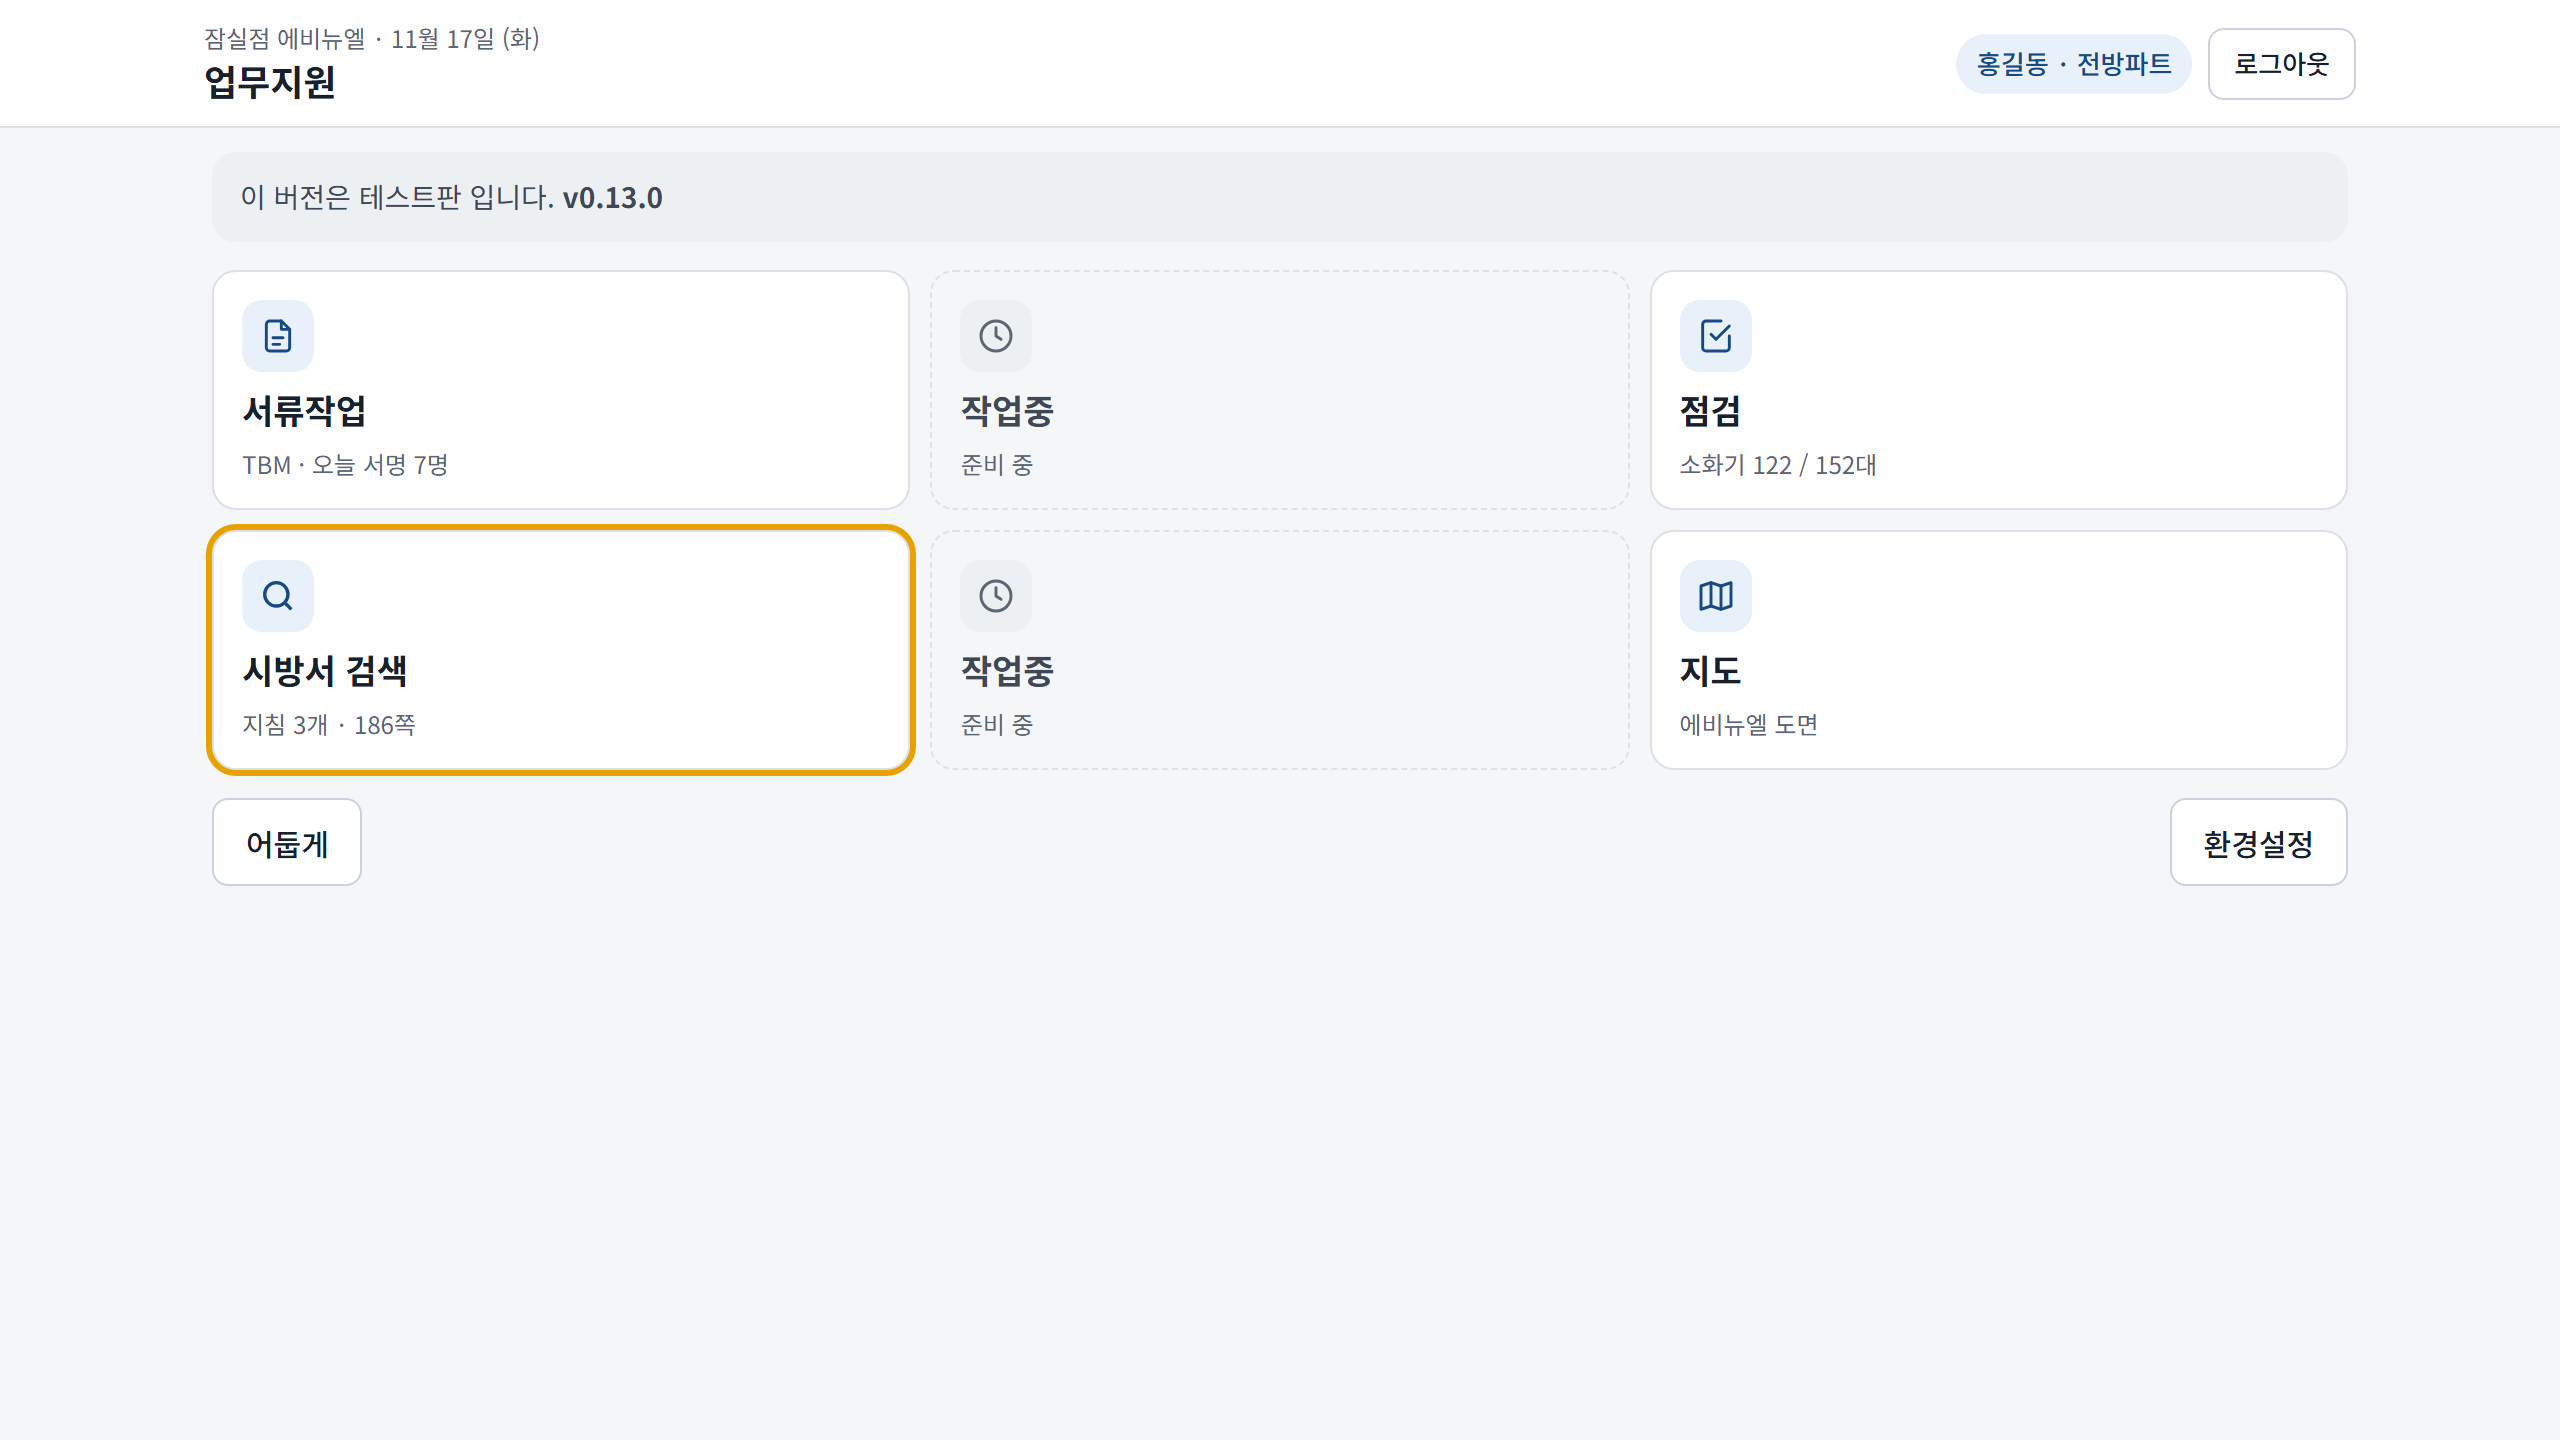 잠실점 에비뉴엘 · 11월 17일 (화)
업무지원
홍길동 · 전방파트
로그아웃
이 버전은 테스트판 입니다. v0.13.0
서류작업
TBM · 오늘 서명 7명
작업중
준비 중
점검
소화기 122 / 152대
시방서 검색
지침 3개 · 186쪽
작업중
준비 중
지도
에비뉴엘 도면
어둡게
환경설정